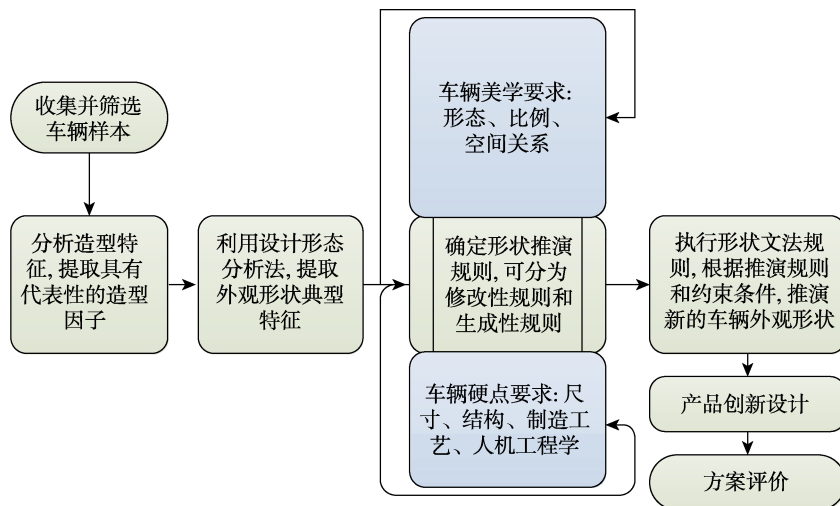 收集并筛选
车辆样本
分析造型特
征, 提取具有
代表性的造型
因子
利用设计形态
分析法, 提取
外观形状典型
特征
车辆美学要求:
形态、比例、
空间关系
确定形状推演
规则, 可分为
修改性规则和
生成性规则
车辆硬点要求: 尺
寸、结构、制造工
艺、人机工程学
执行形状文法规
则, 根据推演规则
和约束条件, 推演
新的车辆外观形状
产品创新设计
方案评价